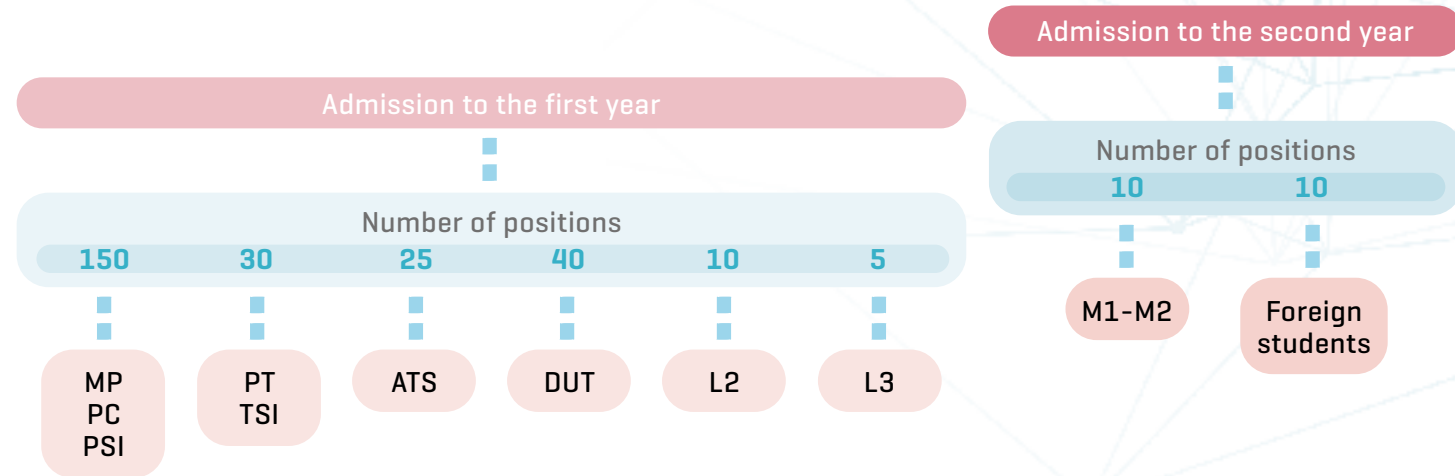 Admission to the first year
Number of positions
150 30 25 40 10 5
MP
PC
PSI
PT
TSI
ATS
DUT
L2
L3
Admission to the second year
Number of positions
10 10
M1-M2
Foreign
students